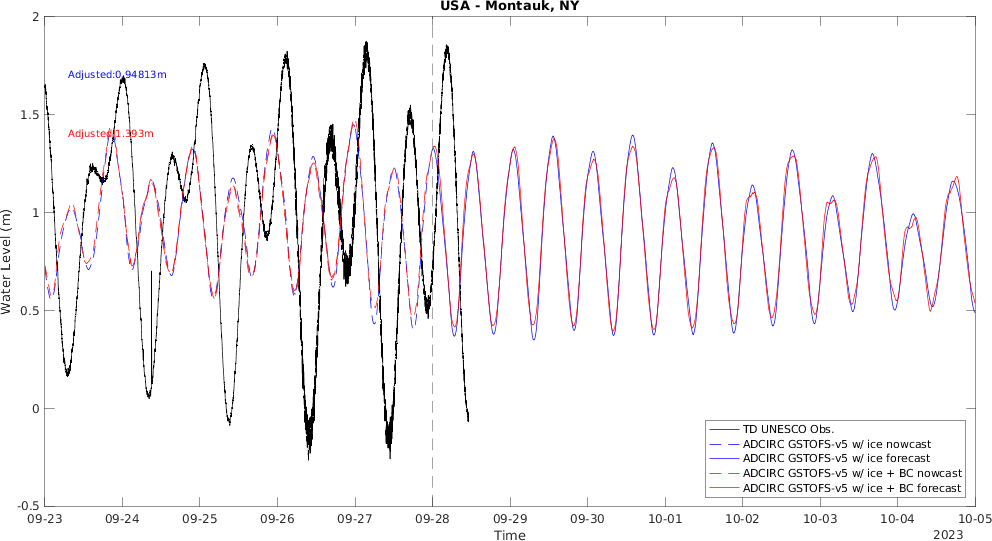 USA - Montauk, NY
Water Level (m)
2
1.5
1
0.5
0
-0.5
Adjusted:0.94813m
Adjusted:1.393m
TD UNESCO Obs.
ADCIRC GSTOFS-v5 w/ ice nowcast
ADCIRC GSTOFS-v5 w/ ice forecast
ADCIRC GSTOFS-v5 w/ ice + BC nowcast
ADCIRC GSTOFS-v5 w/ ice + BC forecast
09-23 09-24 09-25 09-26 09-27 09-28 09-29 09-30 10-01 10-02 10-03 10-04 10-05
Time
2023